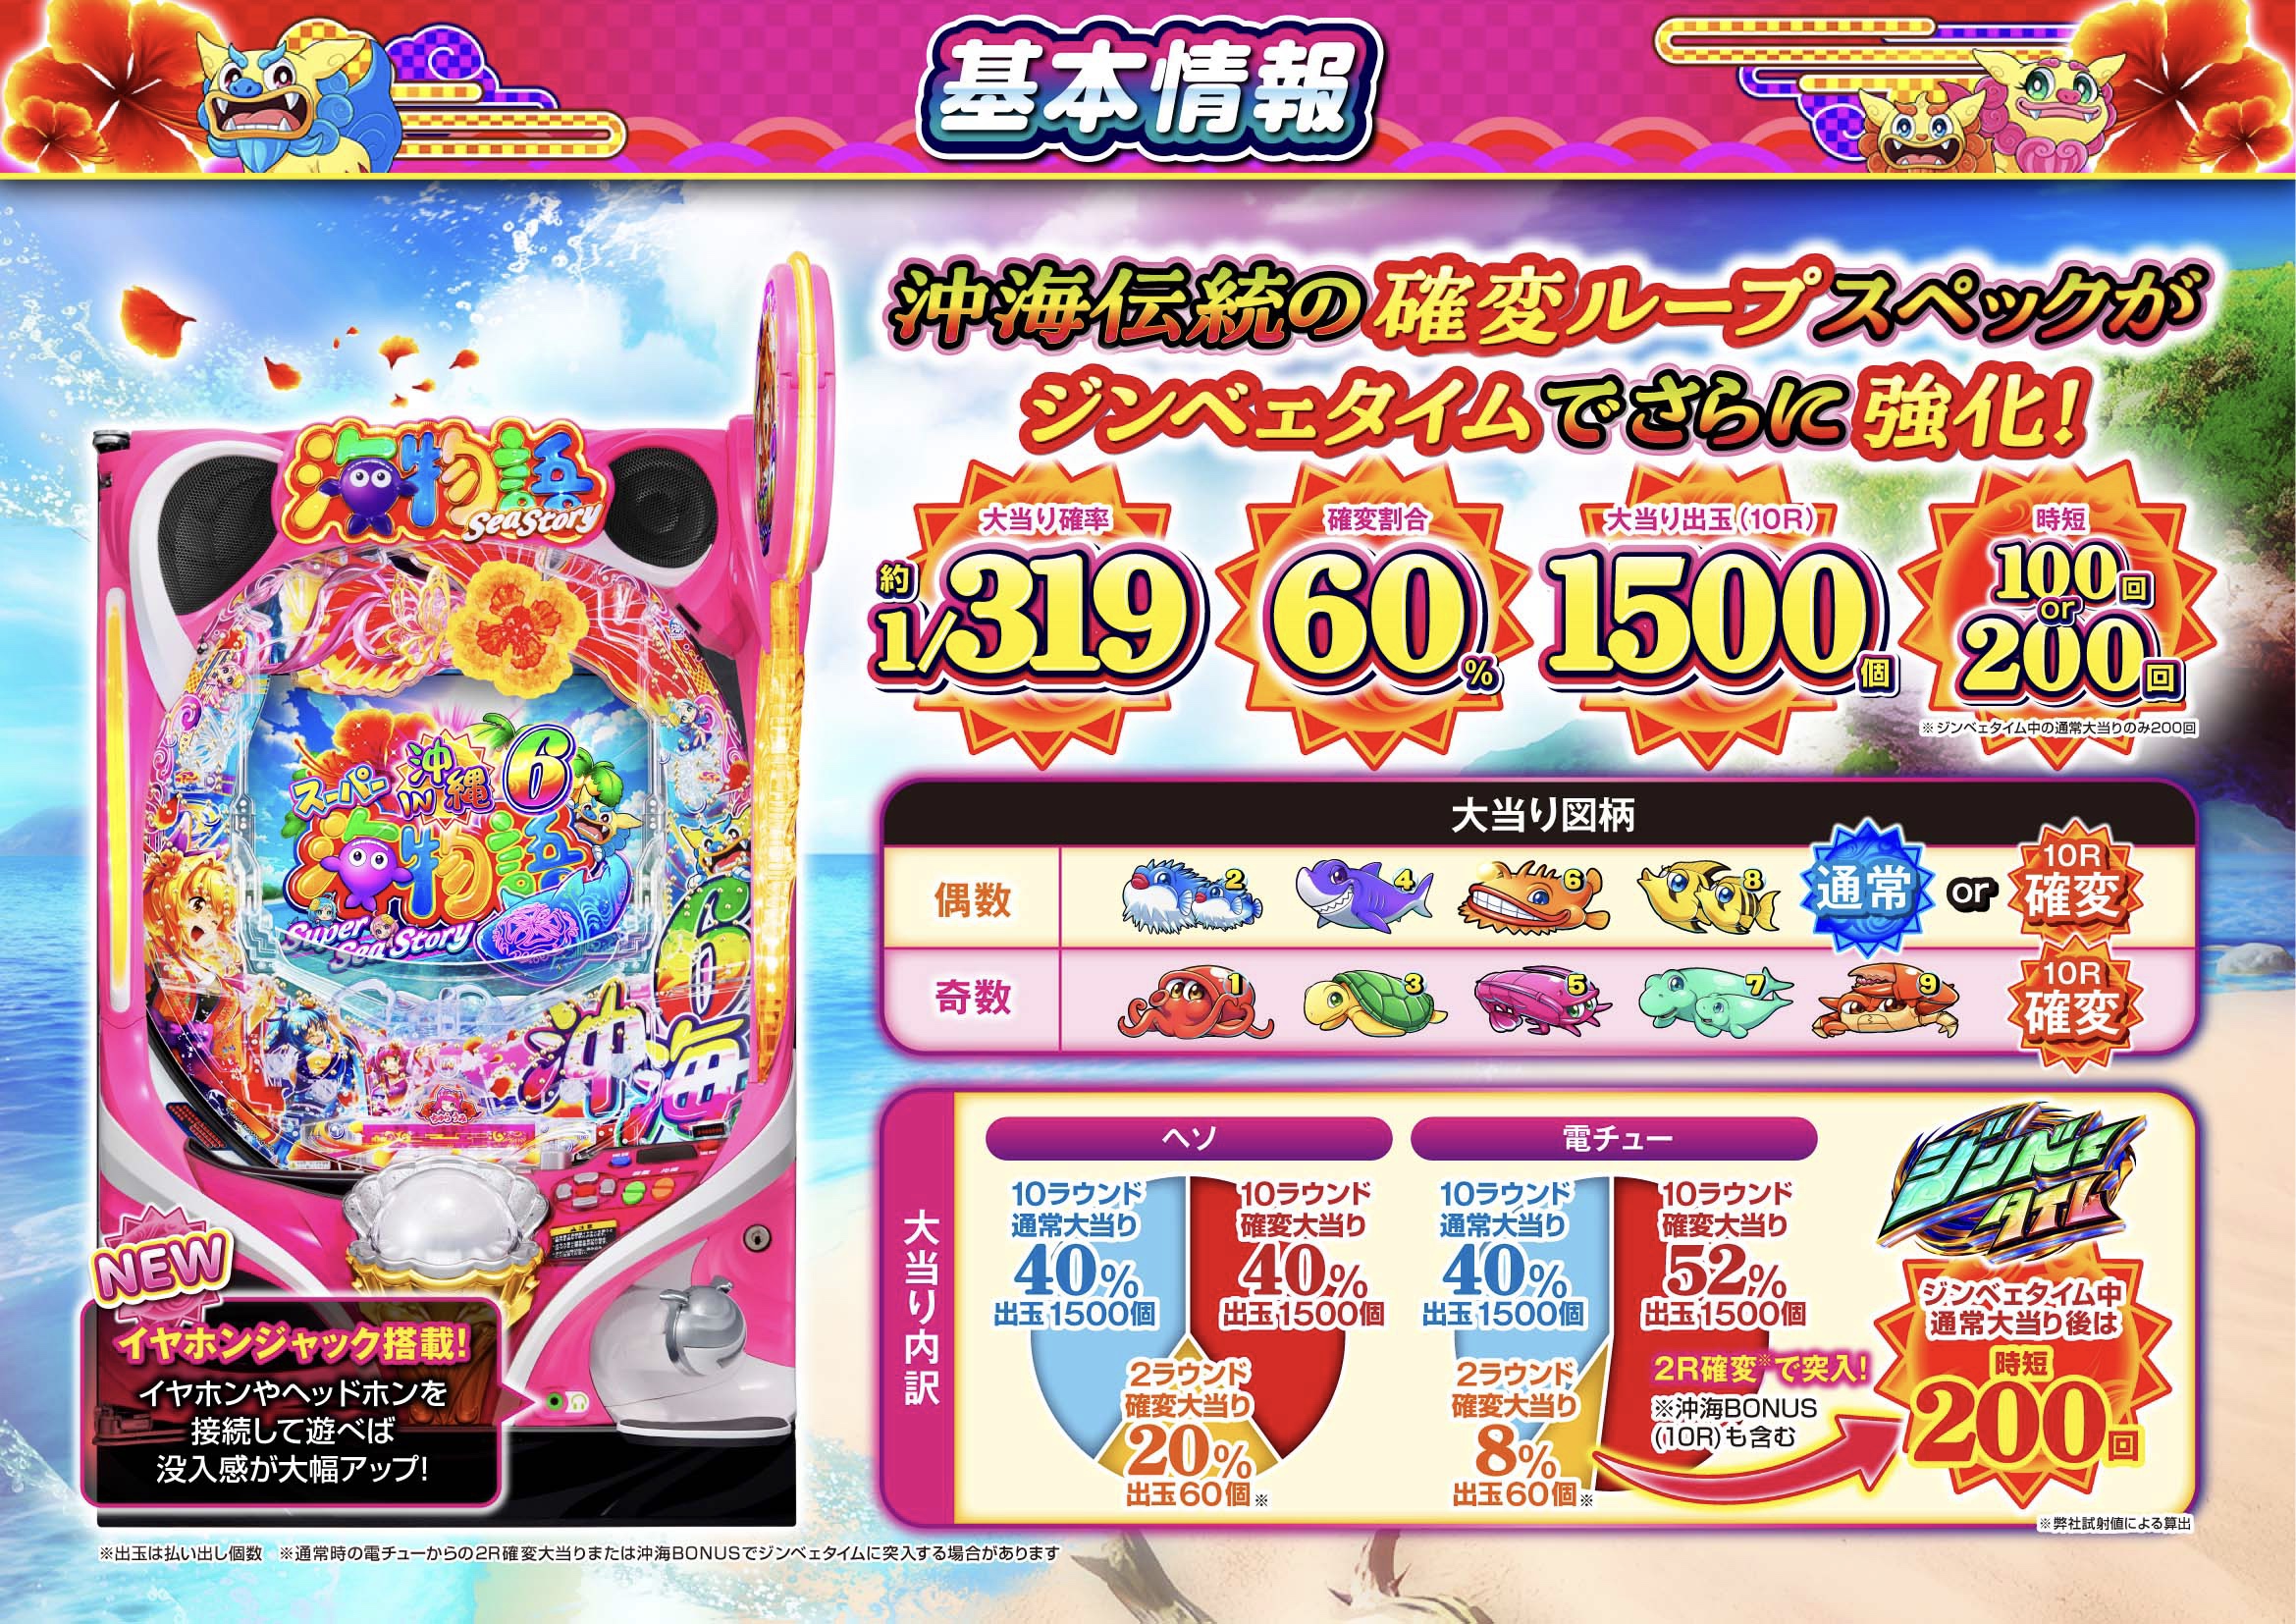 基本情報
沖海伝統の確変ループスペックが
ジンベェタイムでさらに強化!
大当り確率
約1/319
確変割合
60%
大当り出玉(10R)
1500個
時短
100回
or
200回
※ジンベェタイム中の通常大当りのみ200回
海物語
Sea Story
スーパー
海物語
IN
沖縄
6
Super
Sea Story
沖海
6
大当り図柄
偶数
2
4
6
8
通常
or
10R
確変
奇数
1
3
5
7
9
10R
確変
大当り内訳
ヘソ
10ラウンド
通常大当り
40%
出玉1500個
10ラウンド
確変大当り
40%
出玉1500個
2ラウンド
確変大当り
20%
出玉60個※
電チュー
10ラウンド
通常大当り
40%
出玉1500個
10ラウンド
確変大当り
52%
出玉1500個
2ラウンド
確変大当り
8%
出玉60個※
2R確変※で突入!
※沖海BONUS
(10R)も含む
ジンベェ
タイム
ジンベェタイム中
通常大当り後は
時短
200回
※弊社試射値による算出
NEW
イヤホンジャック搭載!
イヤホンやヘッドホンを
接続して遊べば
没入感が大幅アップ!
※出玉は払い出し個数 ※通常時の電チューからの2R確変大当りまたは沖海BONUSでジンベェタイムに突入する場合があります